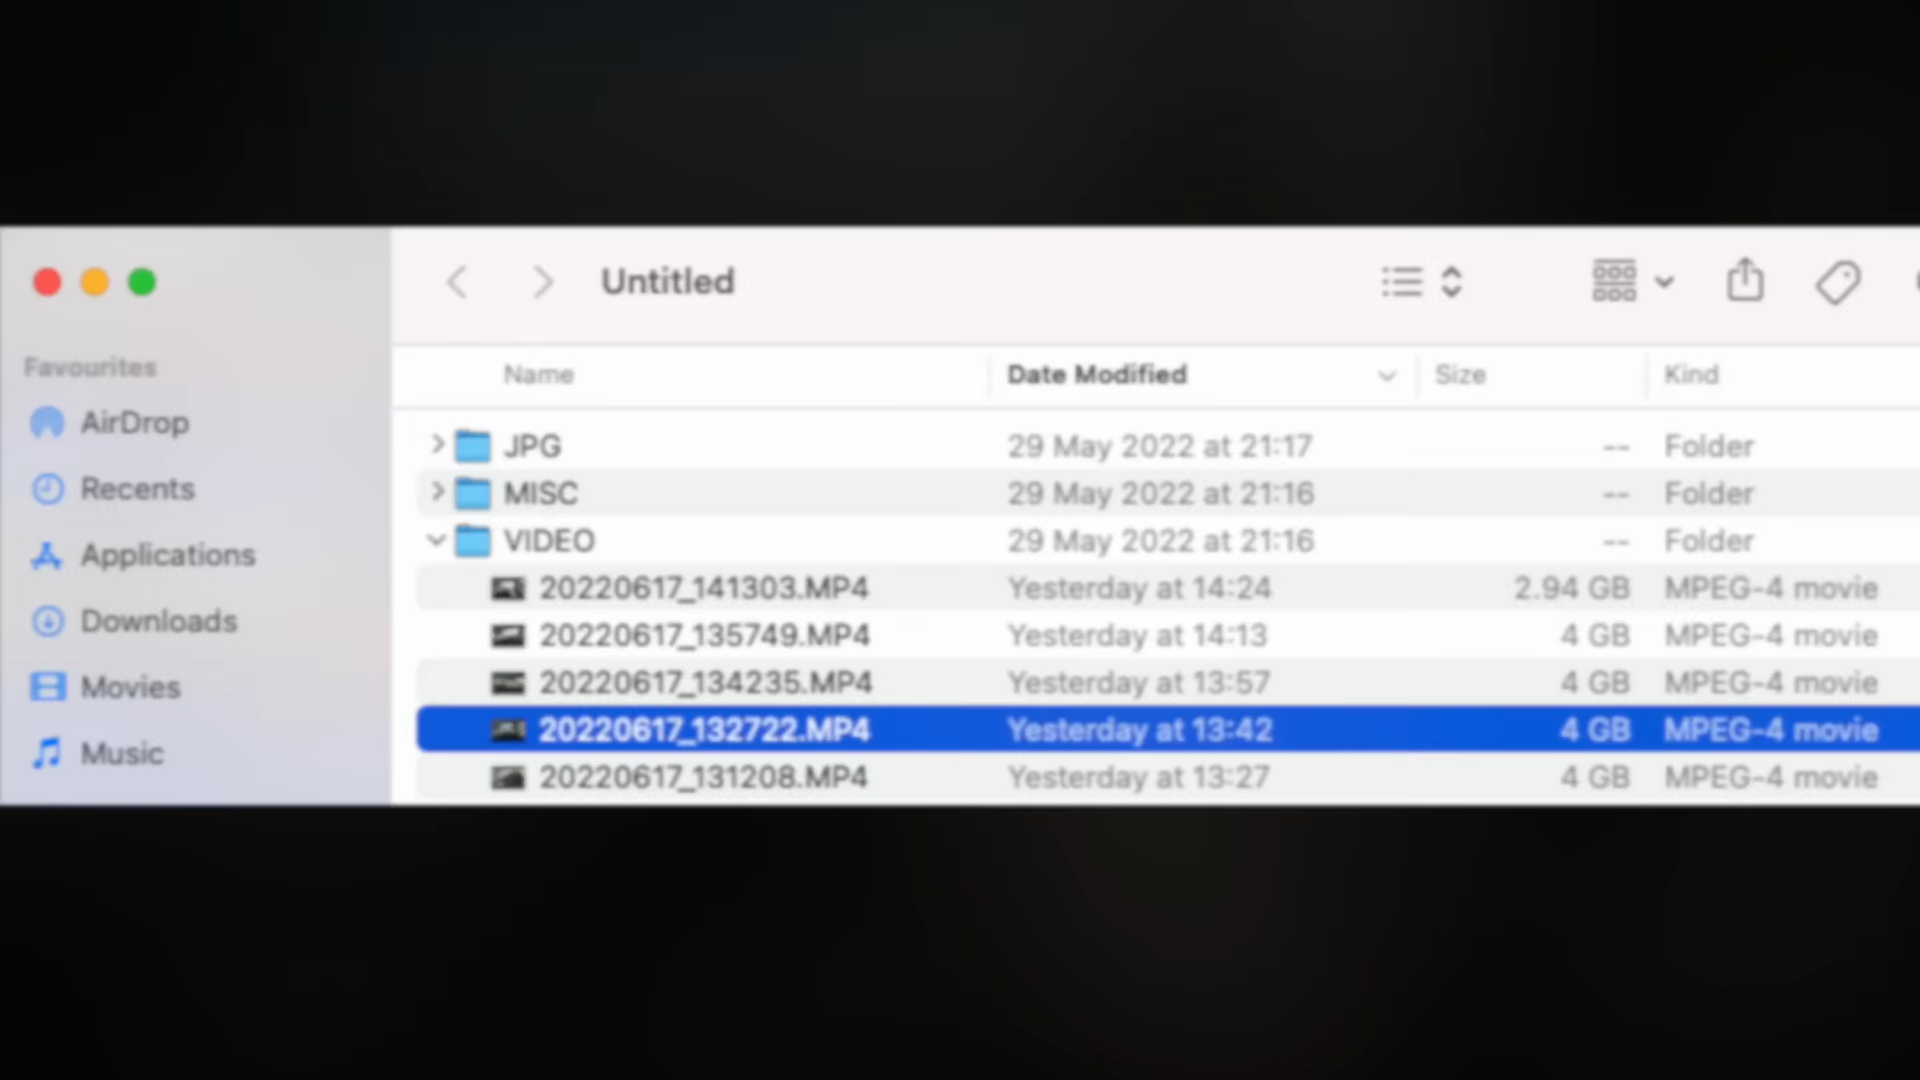 Untitled
Favourites
AirDrop
Recents
Applications
Downloads
Movies
Music
Name Date Modified Size Kind
JPG 29 May 2022 at 21:17 -- Folder
MISC 29 May 2022 at 21:16 -- Folder
VIDEO 29 May 2022 at 21:16 -- Folder
20220617_141303.MP4 Yesterday at 14:24 2.94 GB MPEG-4 movie
20220617_135749.MP4 Yesterday at 14:13 4 GB MPEG-4 movie
20220617_134235.MP4 Yesterday at 13:57 4 GB MPEG-4 movie
20220617_132722.MP4 Yesterday at 13:42 4 GB MPEG-4 movie
20220617_131208.MP4 Yesterday at 13:27 4 GB MPEG-4 movie